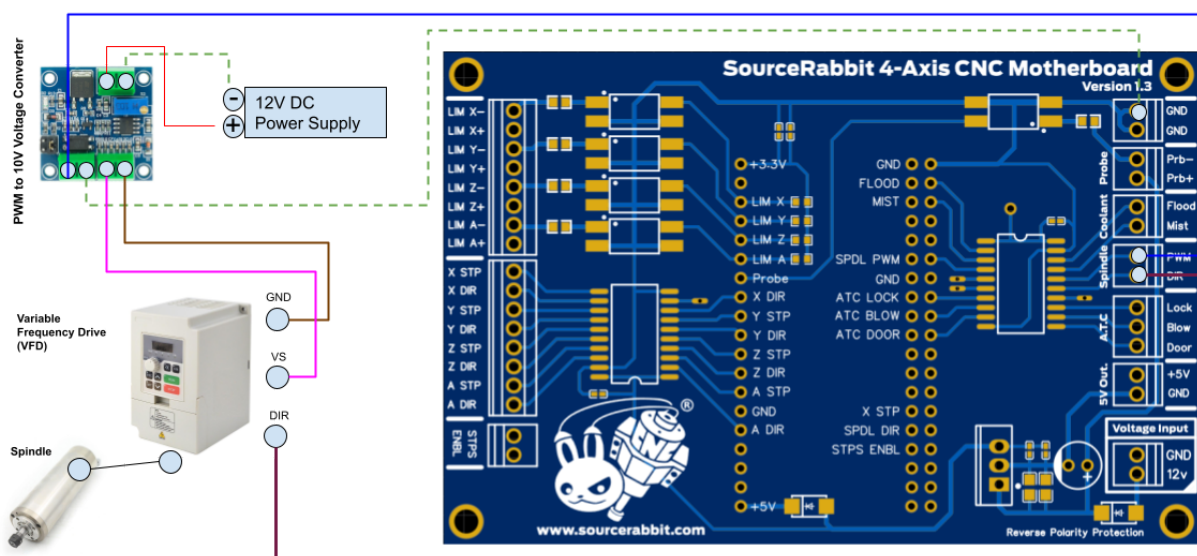 PWM to 10V Voltage Converter
-
12V DC
+
Power Supply
Variable
Frequency Drive
(VFD)
GND
VS
DIR
Spindle
SourceRabbit 4-Axis CNC Motherboard
Version 1.3
LIM X-
LIM X+
LIM Y-
LIM Y+
LIM Z-
LIM Z+
LIM A-
LIM A+
X STP
X DIR
Y STP
Y DIR
Z STP
Z DIR
A STP
A DIR
STPS
ENBL
+3.3V
LIM X
LIM Y
LIM Z
LIM A
Probe
X DIR
Y STP
Y DIR
Z STP
Z DIR
A STP
GND
A DIR
+5V
GND
FLOOD
MIST
SPDL PWM
GND
ATC LOCK
ATC BLOW
ATC DOOR
X STP
SPDL DIR
STPS ENBL
GND
GND
Probe
Prb-
Prb+
Coolant
Flood
Mist
Spindle
PWM
DIR
A.T.C
Lock
Blow
Door
5V Out.
+5V
GND
Voltage Input
GND
12v
+
®
CNC
www.sourcerabbit.com
Reverse Polarity Protection